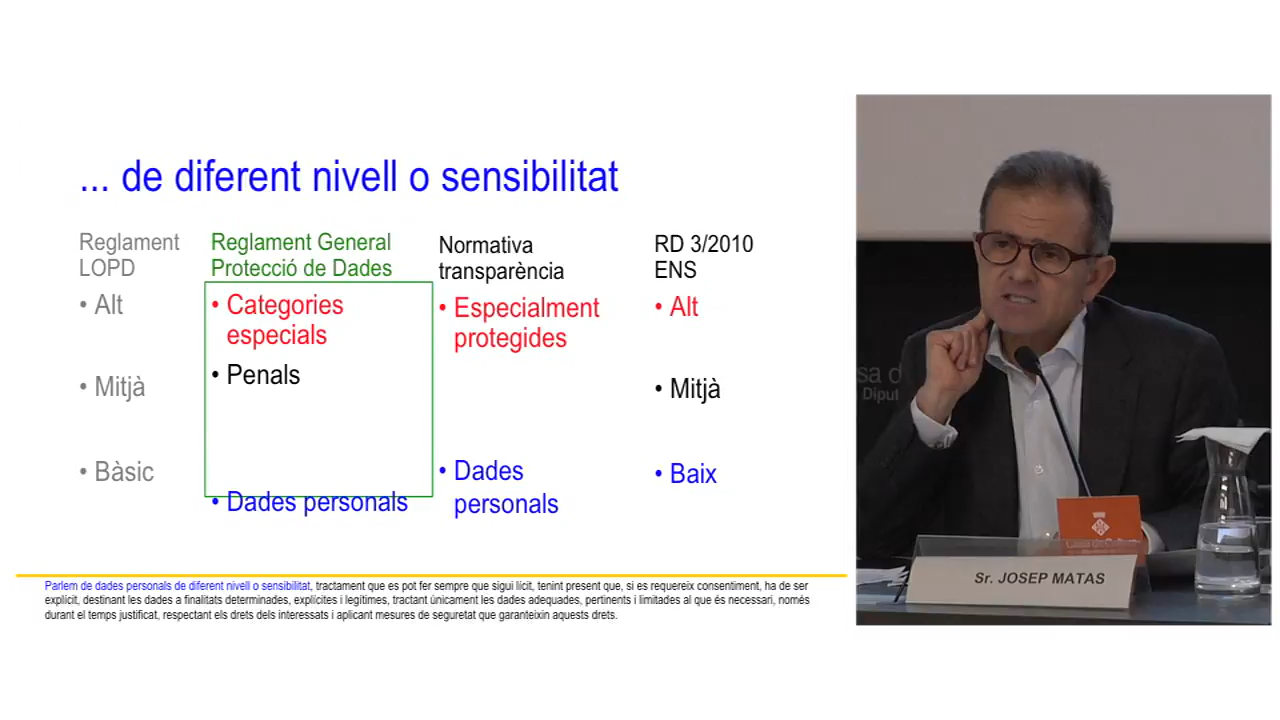 ... de diferent nivell o sensibilitat
Reglament
LOPD
• Alt
• Mitjà
• Bàsic
Reglament General
Protecció de Dades
• Categories
especials
• Penals
• Dades personals
Normativa
transparència
• Especialment
protegides
• Dades
personals
RD 3/2010
ENS
• Alt
• Mitjà
• Baix
Parlem de dades personals de diferent nivell o sensibilitat, tractament que es pot fer sempre que sigui lícit, tenint present que, si es requereix consentiment, ha de ser
explícit, destinant les dades a finalitats determinades, explícites i legítimes, tractant únicament les dades adequades, pertinents i limitades al que és necessari, només
durant el temps justificat, respectant els drets dels interessats i aplicant mesures de seguretat que garanteixin aquests drets.
sa d
Diput
Sr. JOSEP MATAS